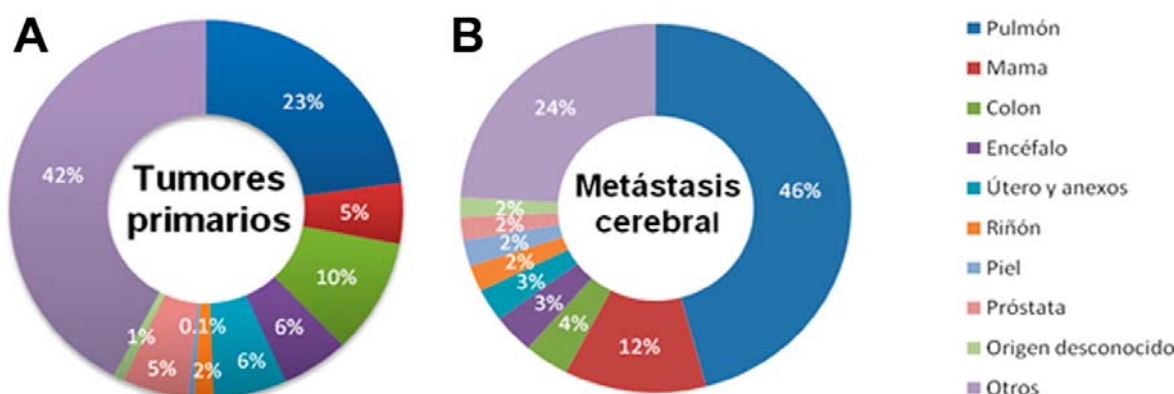 A
23%
5%
10%
6%
6%
2%
0.1%
5%
1%
42%
Tumores
primarios
B
46%
12%
4%
3%
3%
2%
2%
2%
2%
24%
Metástasis
cerebral
Pulmón
Mama
Colon
Encéfalo
Útero y anexos
Riñón
Piel
Próstata
Origen desconocido
Otros